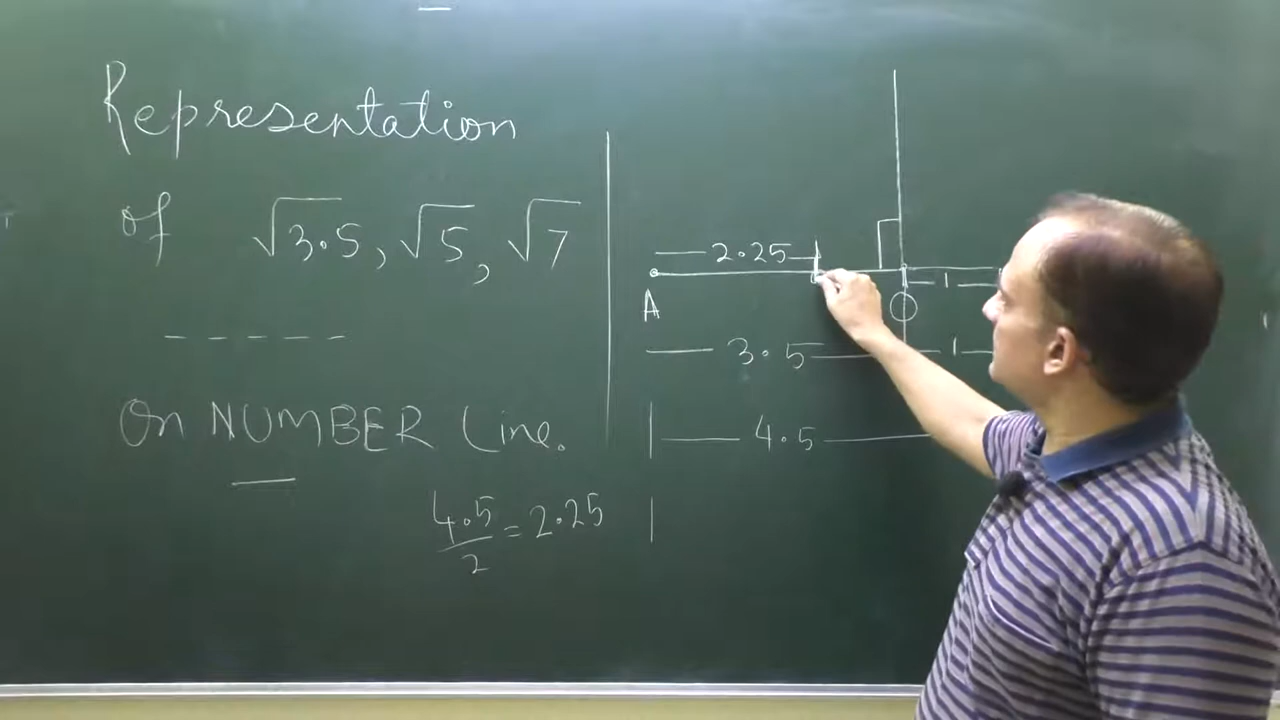 Representation
of √3.5, √5, √7
-----
On NUMBER Line.
4.5/2 = 2.25
2.25
A
1
O
3.5 1
4.5